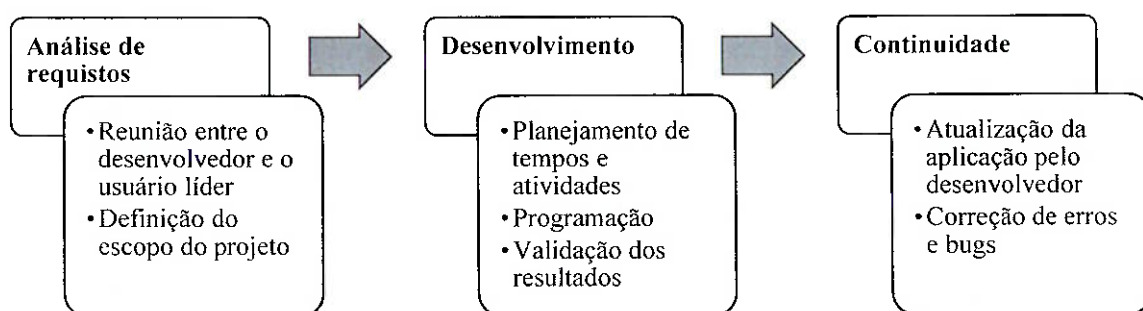 Análise de
requistos
• Reunião entre o
desenvolvedor e o
usuário líder
• Definição do
escopo do projeto
Desenvolvimento
• Planejamento de
tempos e
atividades
• Programação
• Validação dos
resultados
Continuidade
• Atualização da
aplicação pelo
desenvolvedor
• Correção de erros
e bugs